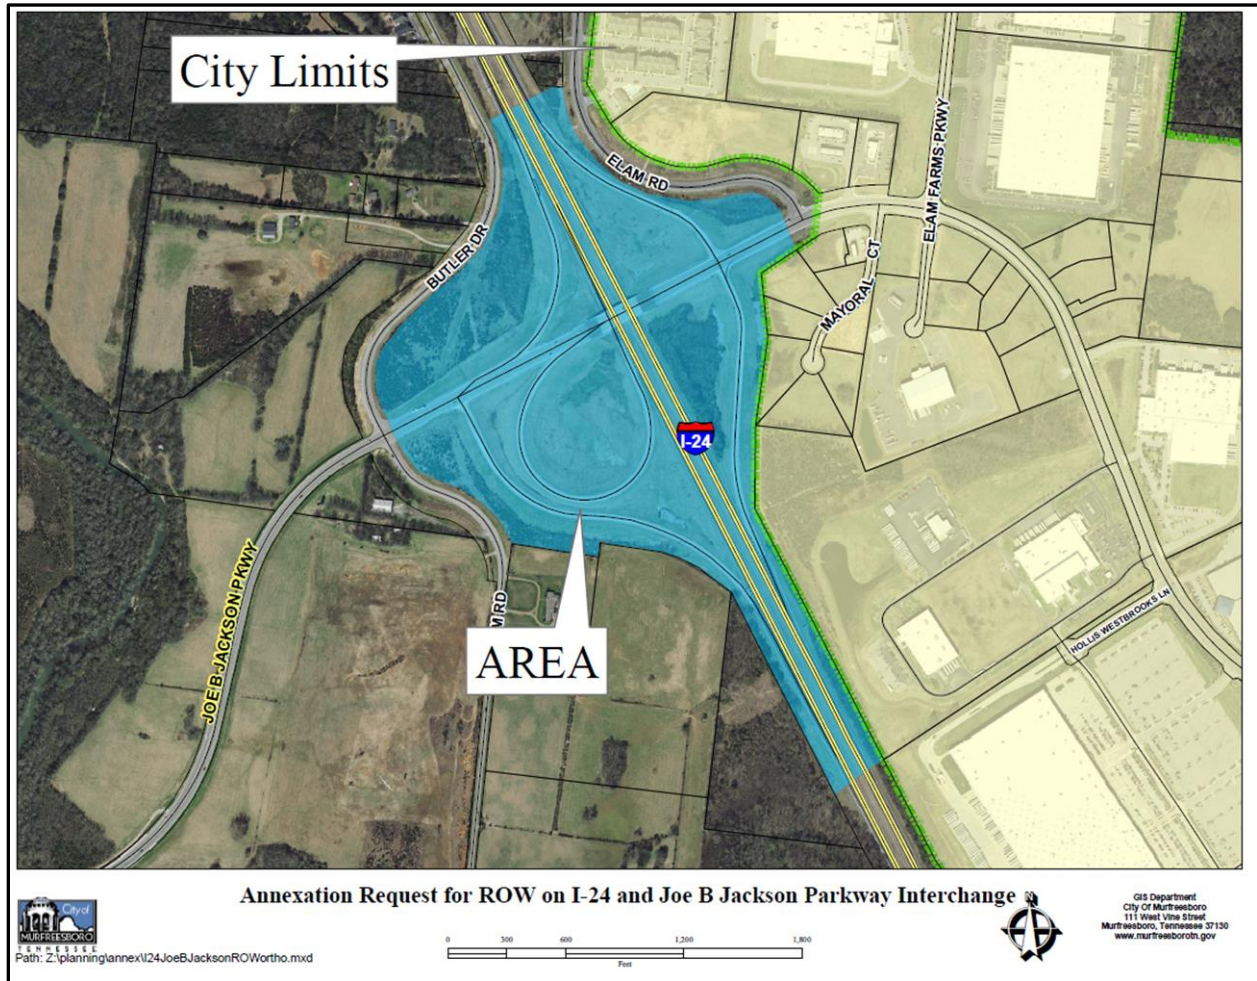 City Limits
ELAM RD
ELAM FARMS PKWY
BUTLER DR
MAYORAL CT
I-24
JOE B JACKSON PKWY
M RD
AREA
HOLLIS WESTBROOKS LN
Annexation Request for ROW on I-24 and Joe B Jackson Parkway Interchange
City of
MURFREESBORO
TENNESSEE
Path: Z:\planning\annex\I24JoeBJacksonROWortho.mxd
0 300 600 1,200 1,800
Feet
GIS Department
City Of Murfreesboro
111 West Vine Street
Murfreesboro, Tennessee 37130
www.murfreesborotn.gov